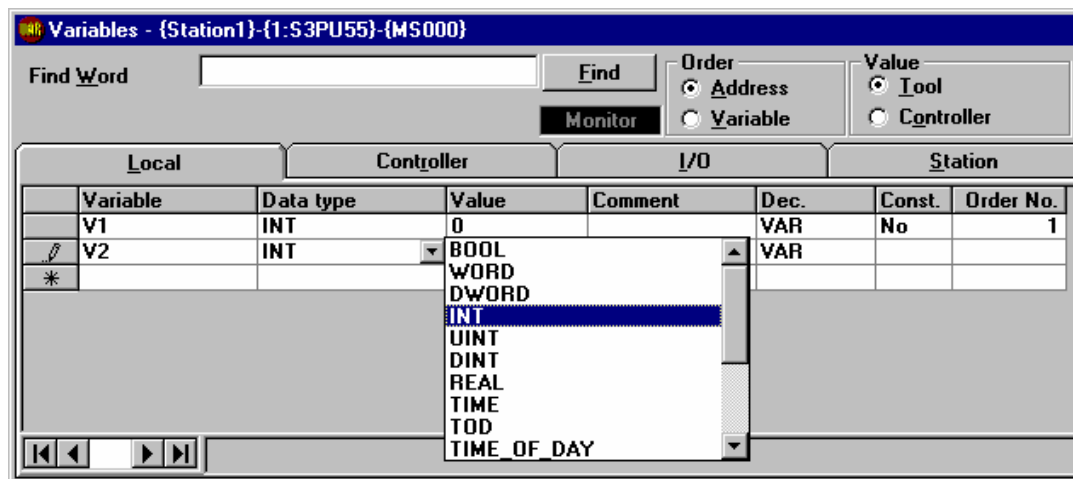 Variables - {Station1}-{1:S3PU55}-{MS000}
Find Word Find Order Value
Address Tool
Monitor Variable Controller
Local Controller I/O Station
Variable Data type Value Comment Dec. Const. Order No.
V1 INT 0 VAR No 1
V2 INT VAR
BOOL
WORD
DWORD
INT
UINT
DINT
REAL
TIME
TOD
TIME_OF_DAY